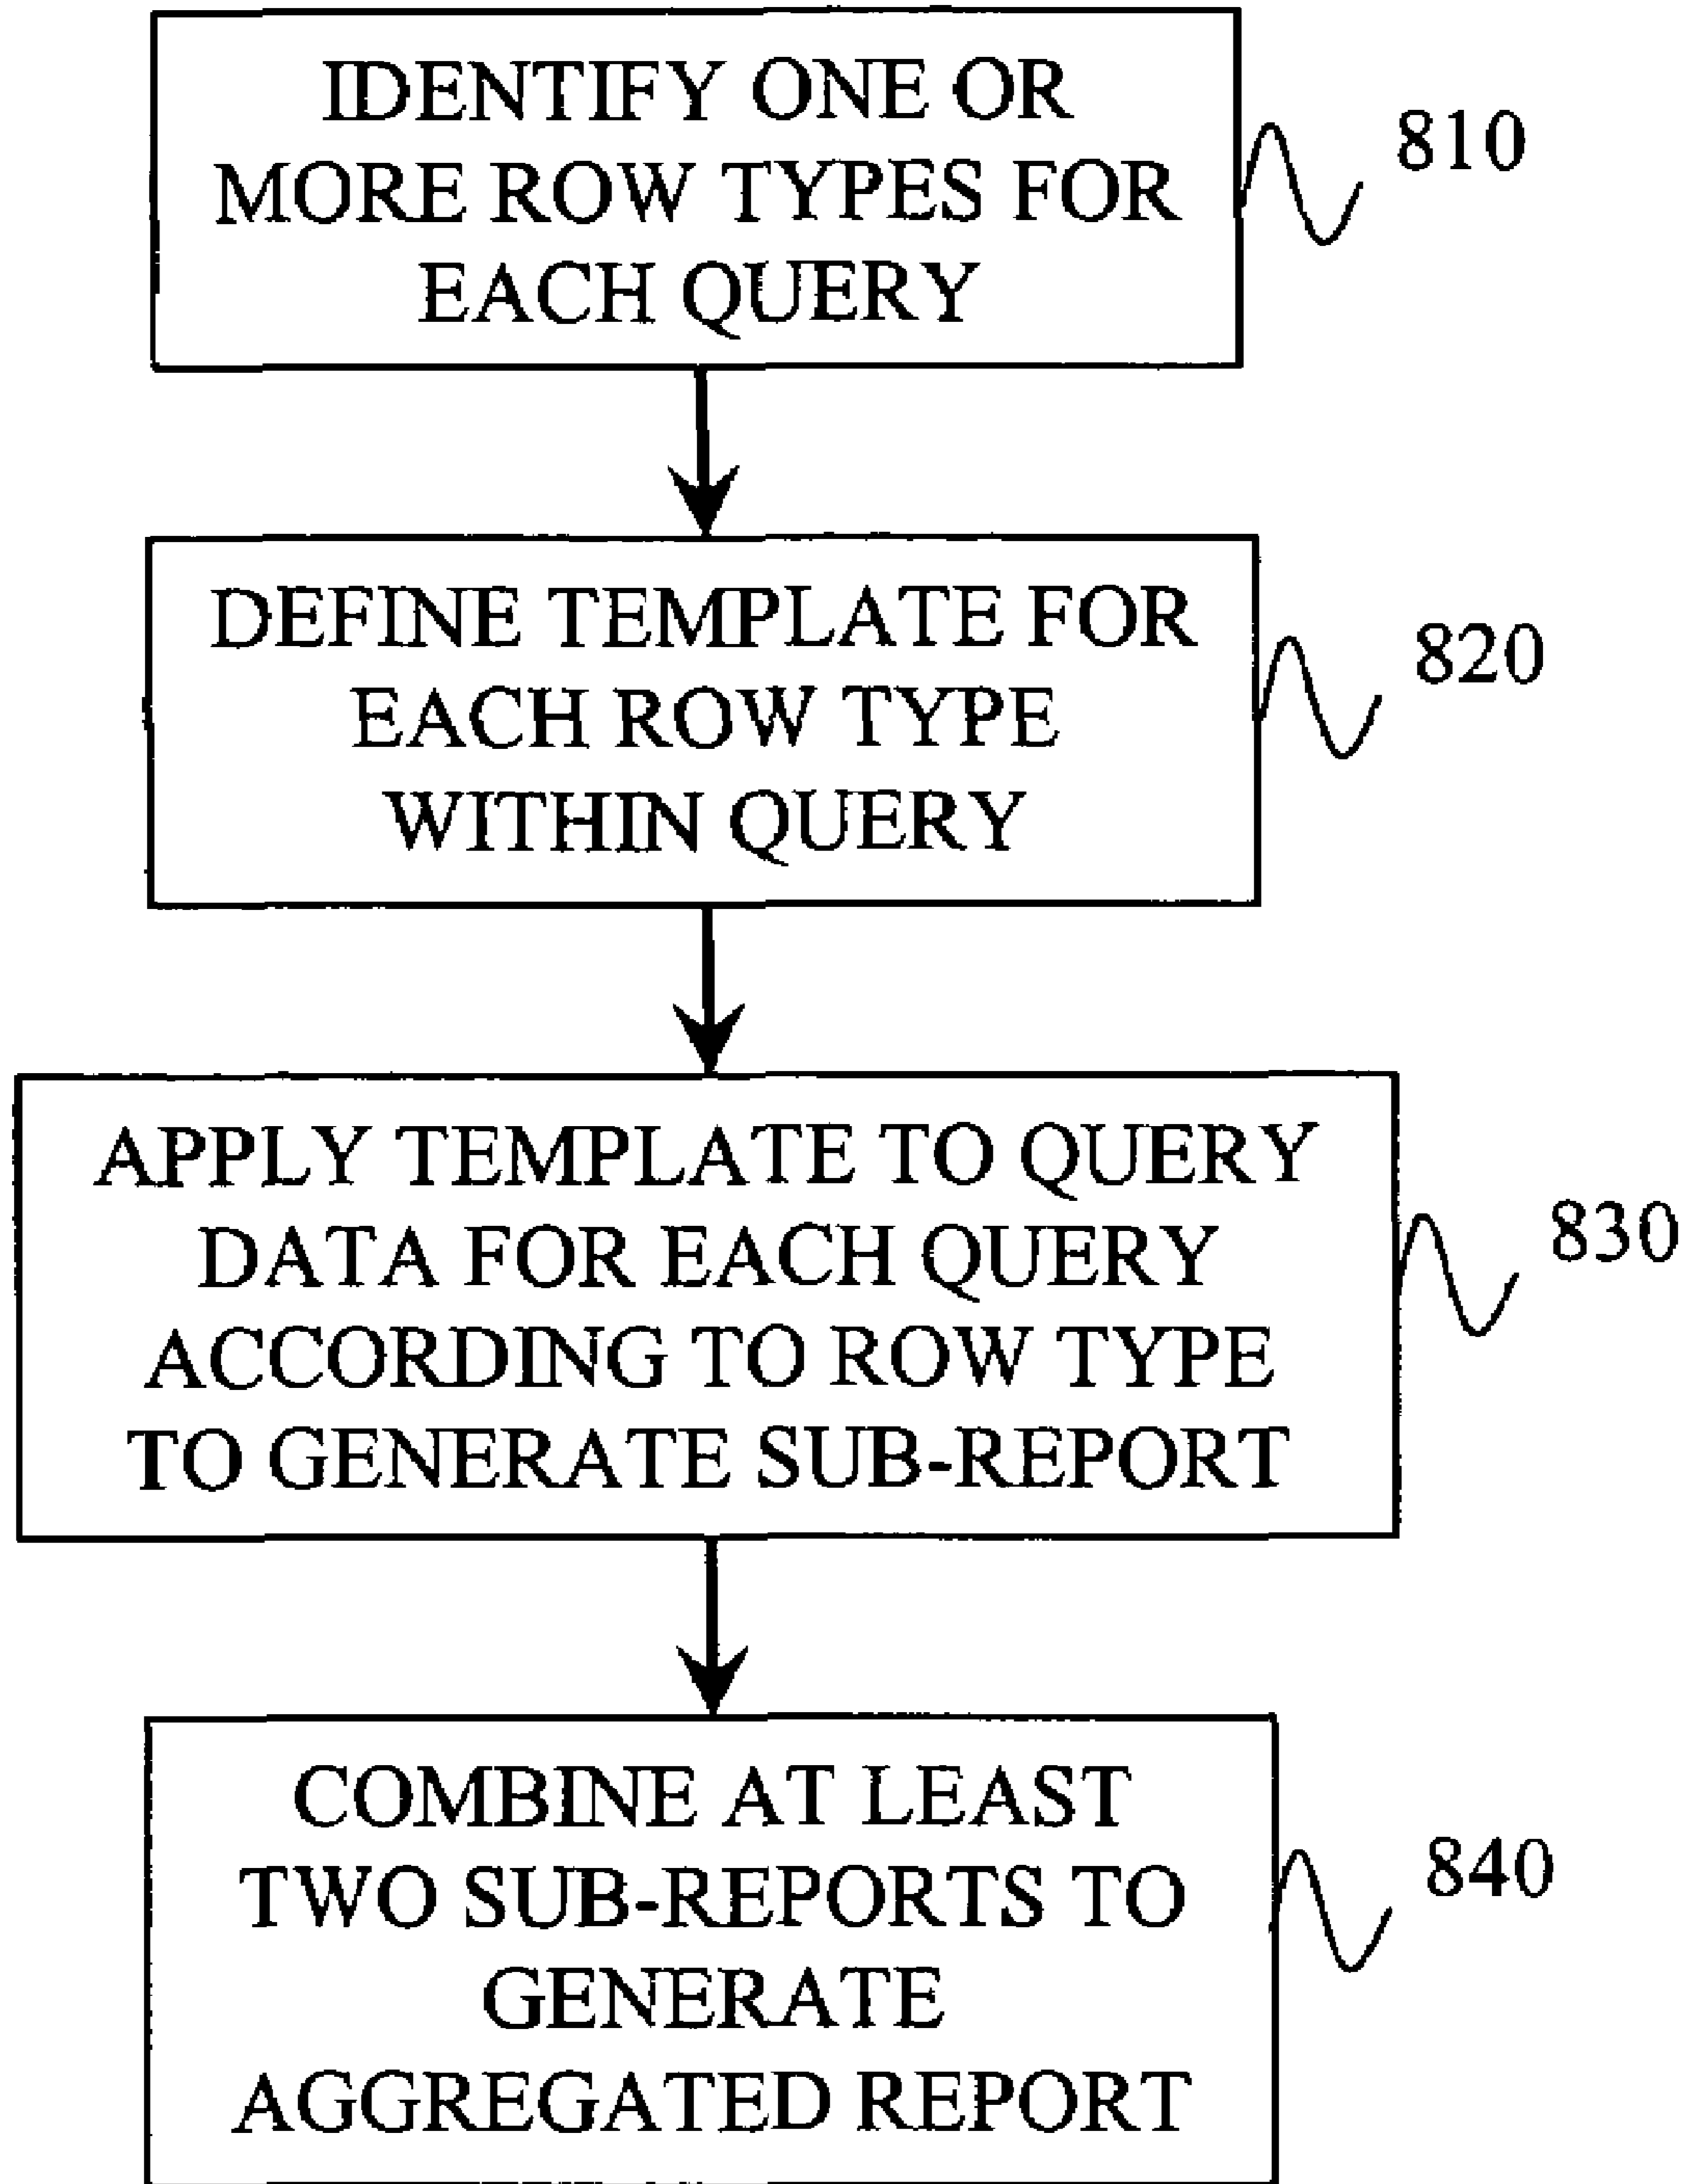 IDENTIFY ONE OR
MORE ROW TYPES FOR
EACH QUERY
810
DEFINE TEMPLATE FOR
EACH ROW TYPE
WITHIN QUERY
820
APPLY TEMPLATE TO QUERY
DATA FOR EACH QUERY
ACCORDING TO ROW TYPE
TO GENERATE SUB-REPORT
830
COMBINE AT LEAST
TWO SUB-REPORTS TO
GENERATE
AGGREGATED REPORT
840